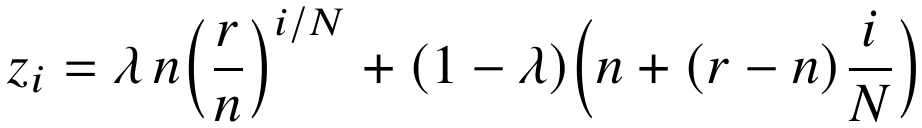 z_i = λ n(r/n)^{i/N} + (1 − λ)(n + (r − n) i/N)